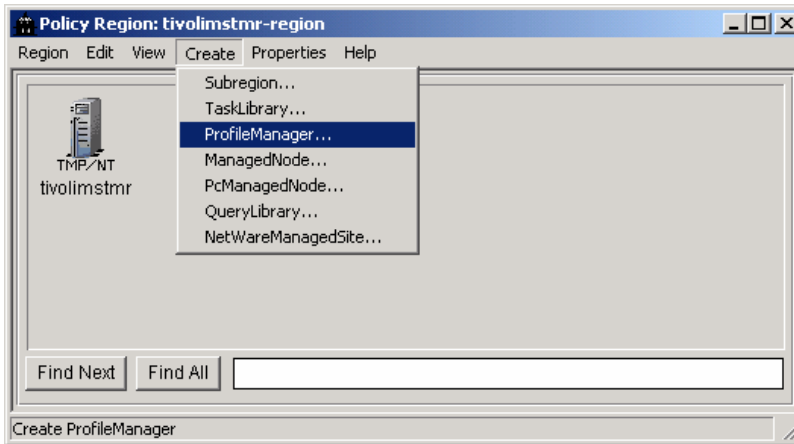 Policy Region: tivolimstmr-region
Region Edit View Create Properties Help
Subregion...
TaskLibrary...
ProfileManager...
ManagedNode...
PcManagedNode...
QueryLibrary...
NetWareManagedSite...
TMP/NT
tivolimstmr
Find Next Find All
Create ProfileManager